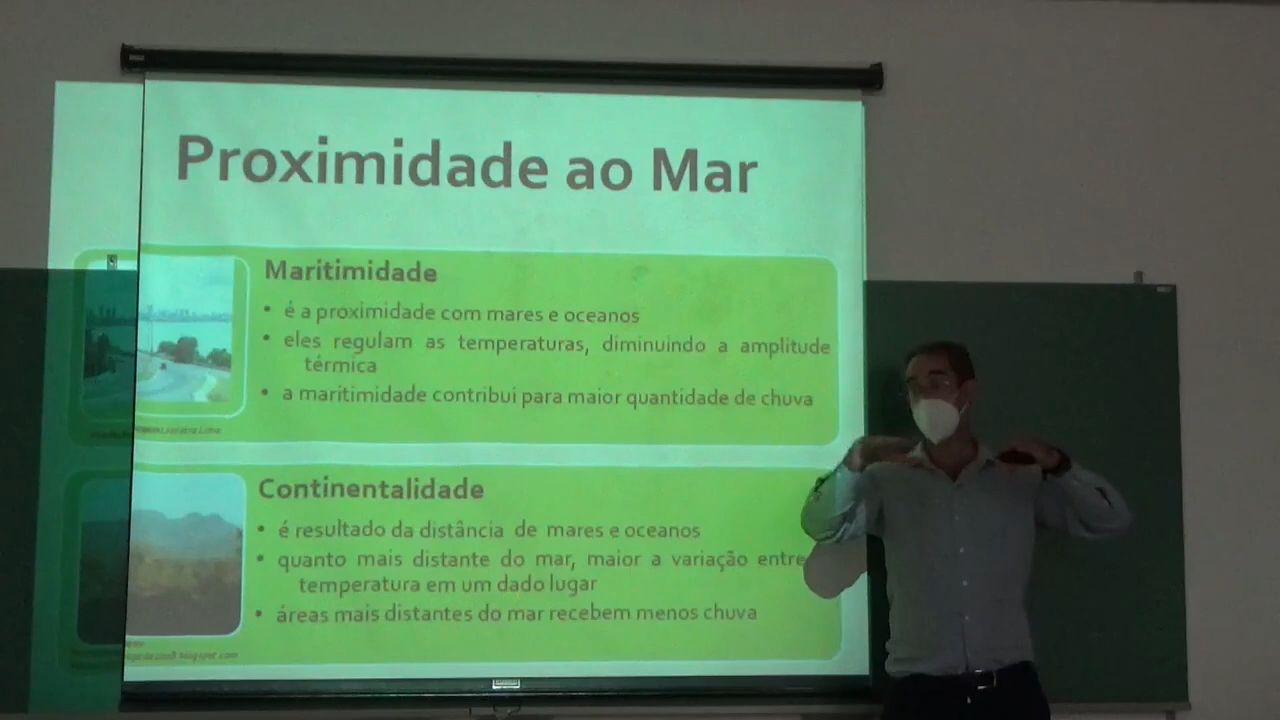 Proximidade ao Mar
Maritimidade
• é a proximidade com mares e oceanos
• eles regulam as temperaturas, diminuindo a amplitude
térmica
• a maritimidade contribui para maior quantidade de chuva
Continentalidade
• é resultado da distância de mares e oceanos
• quanto mais distante do mar, maior a variação entre
temperatura em um dado lugar
• áreas mais distantes do mar recebem menos chuva